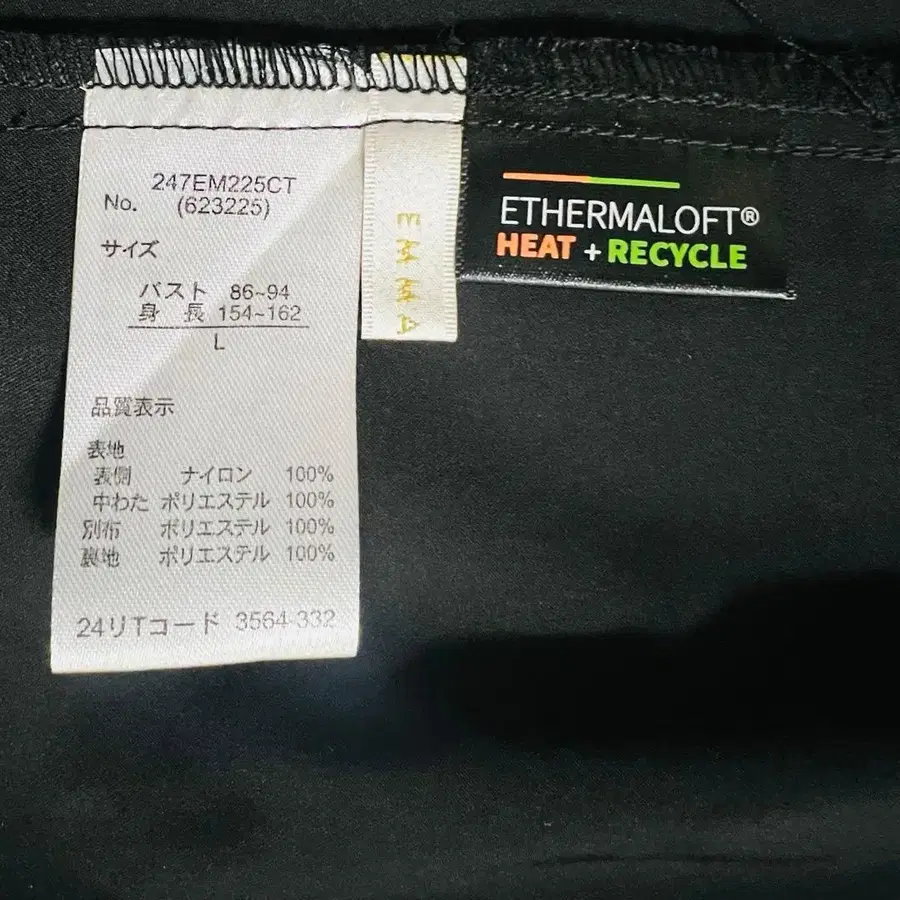 247EM225CT
No. (623225)
サイズ
バスト 86~94
身 長 154~162
L
品質表示
表地
表側 ナイロン 100%
中わた ポリエステル 100%
別布 ポリエステル 100%
裏地 ポリエステル 100%
24リTコード 3564-332
EMMA
ETHERMALOFT®
HEAT + RECYCLE